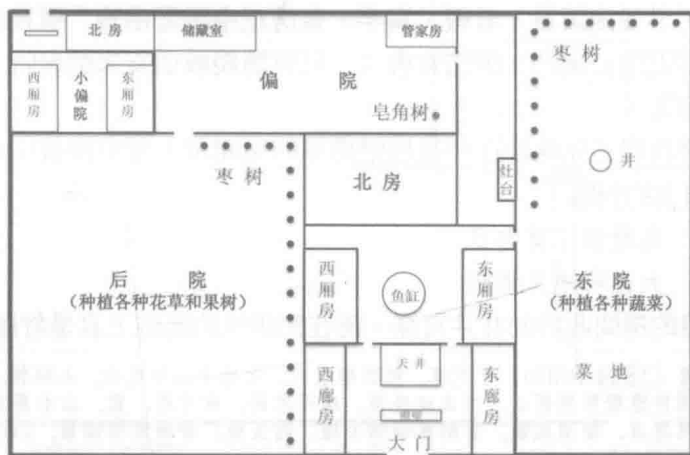 北房
储藏室
管家房
枣树
西厢房
小偏院
东厢房
偏院
皂角树
井
枣树
北房
灶台
后院
(种植各种花草和果树)
西厢房
鱼缸
东厢房
东院
(种植各种蔬菜)
西廊房
天井
东廊房
菜地
大门